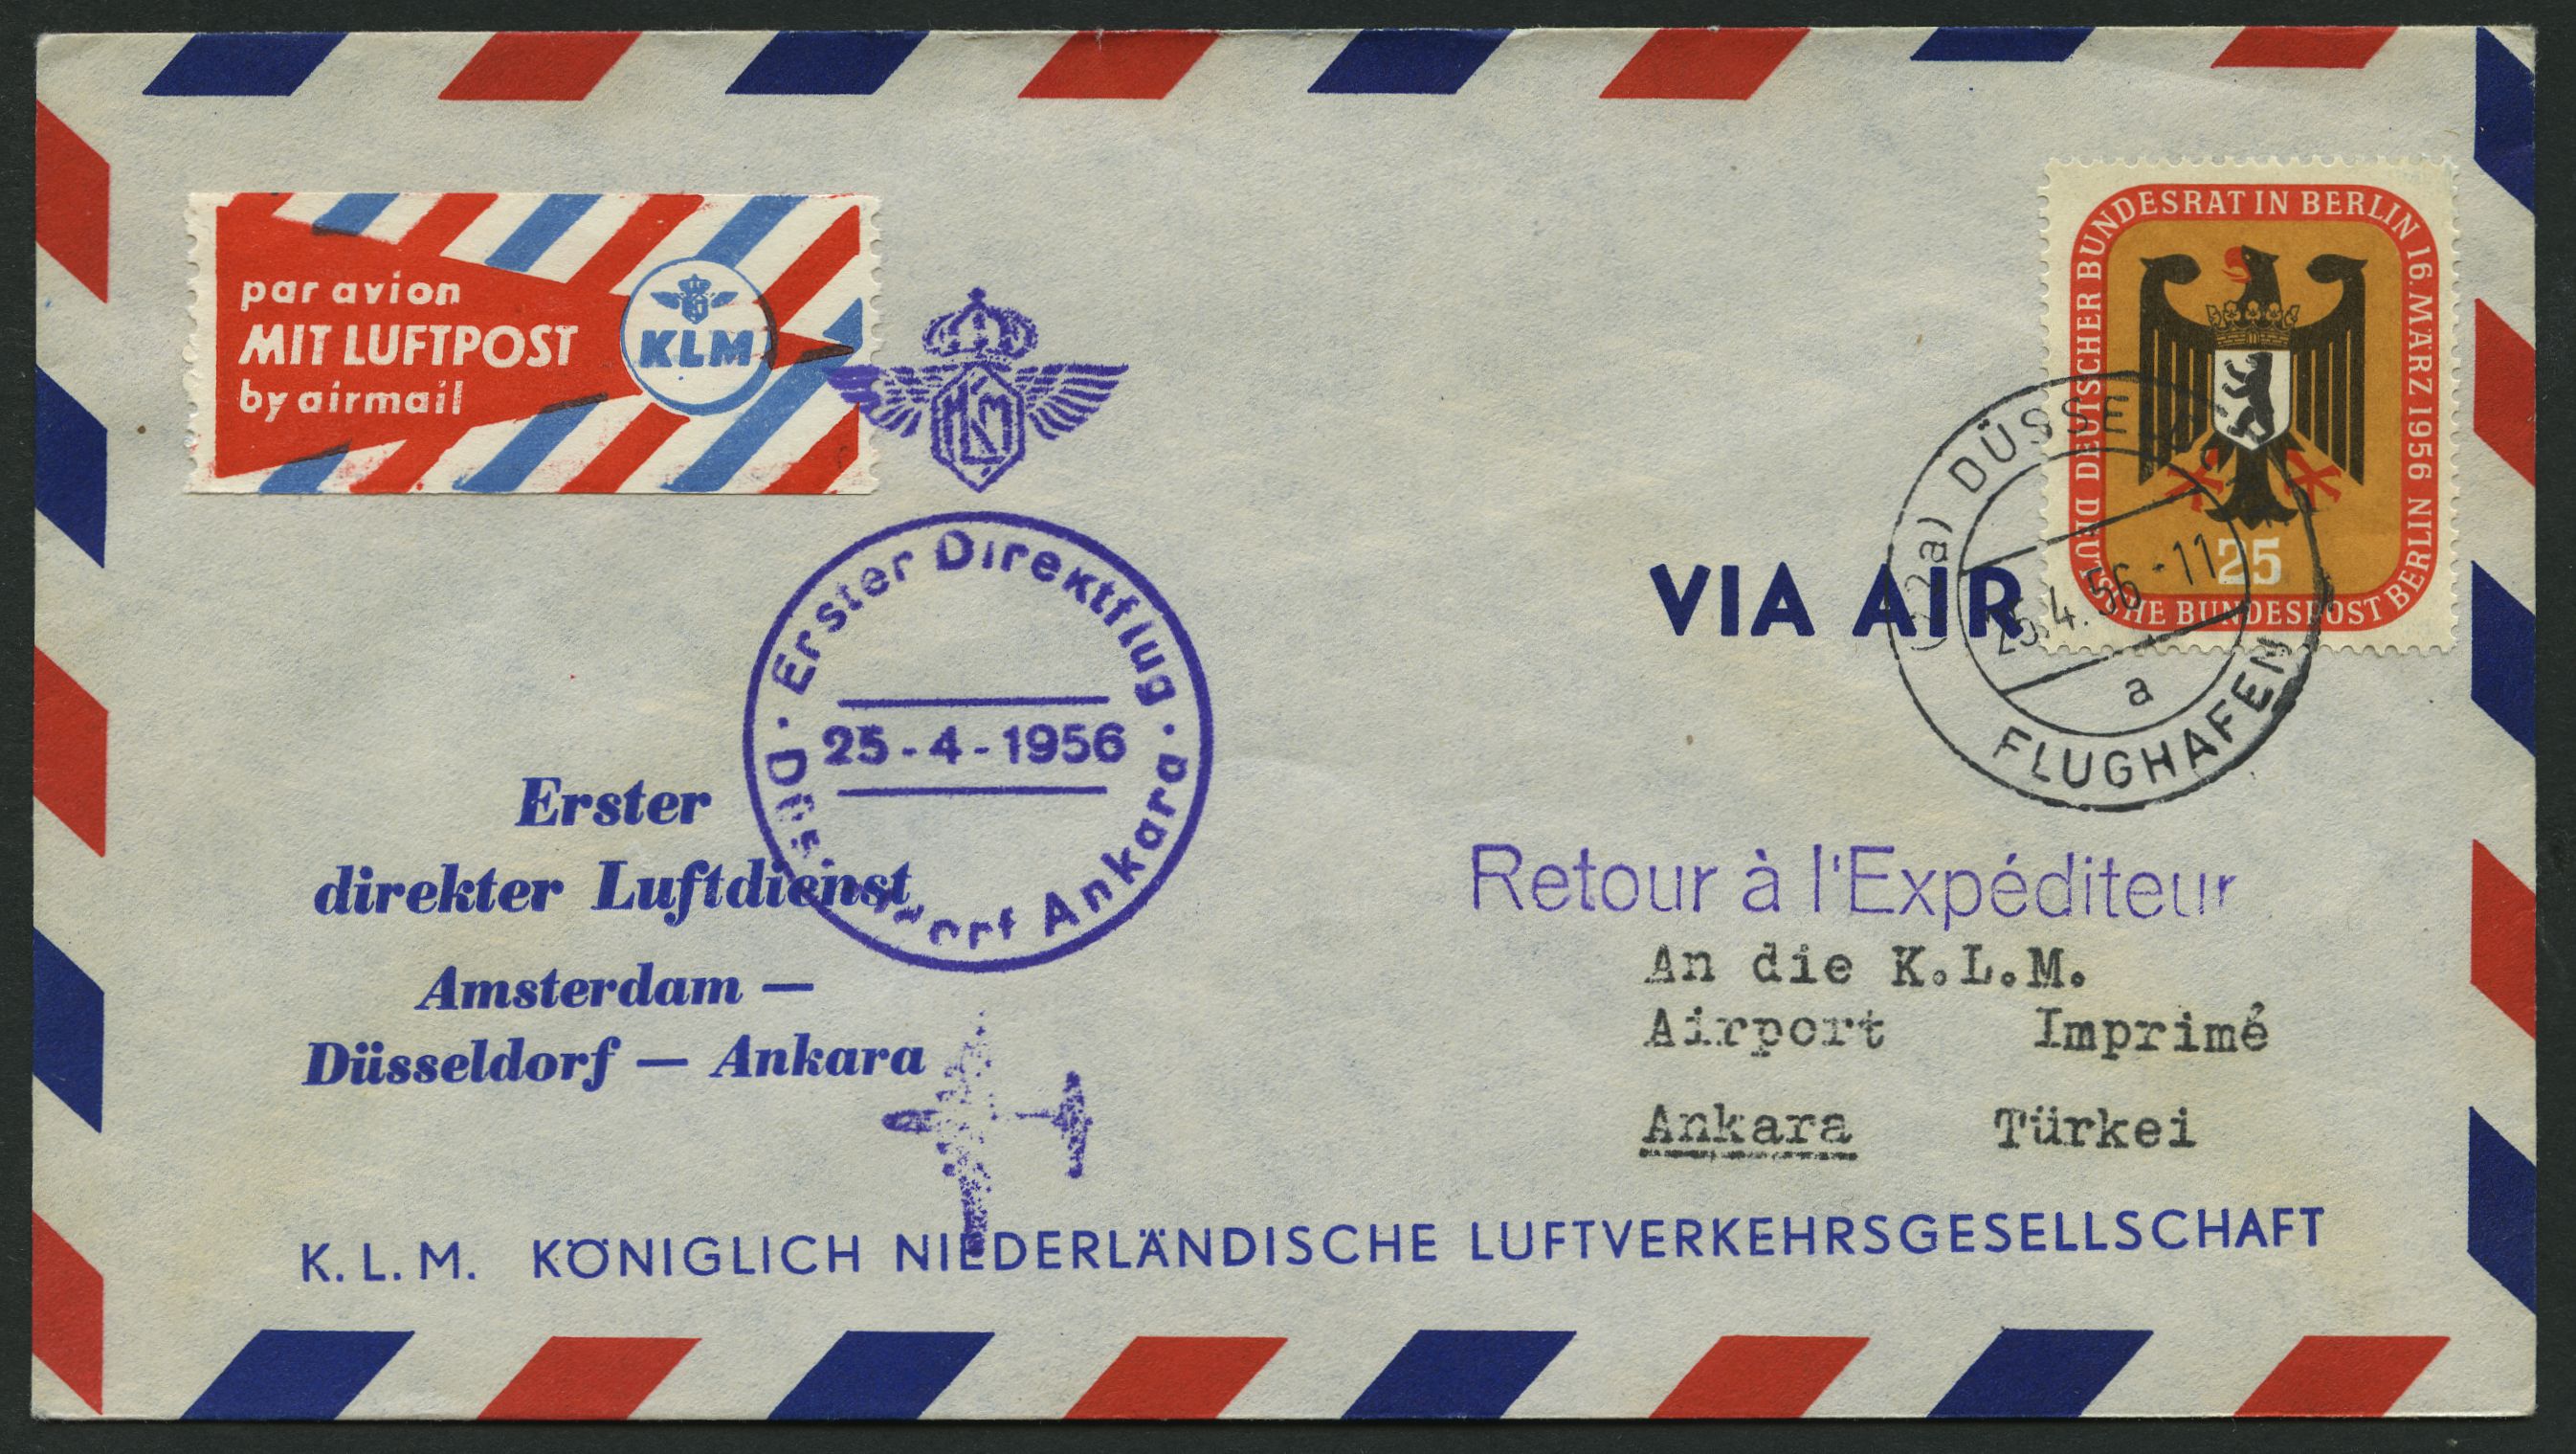 par avion
MIT LUFTPOST
by airmail
KLM
KLM
Erster Direktflug
25-4-1956
Ankara
Erster
direkter Luftdienst
Amsterdam —
Düsseldorf — Ankara
DEUTSCHER BUNDESRAT IN BERLIN 16. MÄRZ 1956
25
DEUTSCHE BUNDESPOST BERLIN
VIA AIR
25.4.56-11
a
FLUGHAFEN
Retour à l'Expéditeur
An die K.L.M.
Airport Imprimé
Ankara Türkei
K. L. M. KÖNIGLICH NIEDERLÄNDISCHE LUFTVERKEHRSGESELLSCHAFT